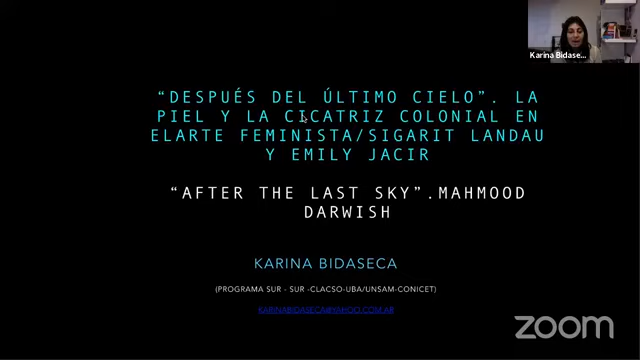 Karina Bidase...
“DESPUÉS DEL ÚLTIMO CIELO”. LA
PIEL Y LA CICATRIZ COLONIAL EN
ELARTE FEMINISTA/SIGARIT LANDAU
Y EMILY JACIR
“AFTER THE LAST SKY”.MAHMOOD
DARWISH
KARINA BIDASECA
(PROGRAMA SUR - SUR -CLACSO-UBA/UNSAM-CONICET)
KARINABIDASECA@YAHOO.COM.AR
zoom